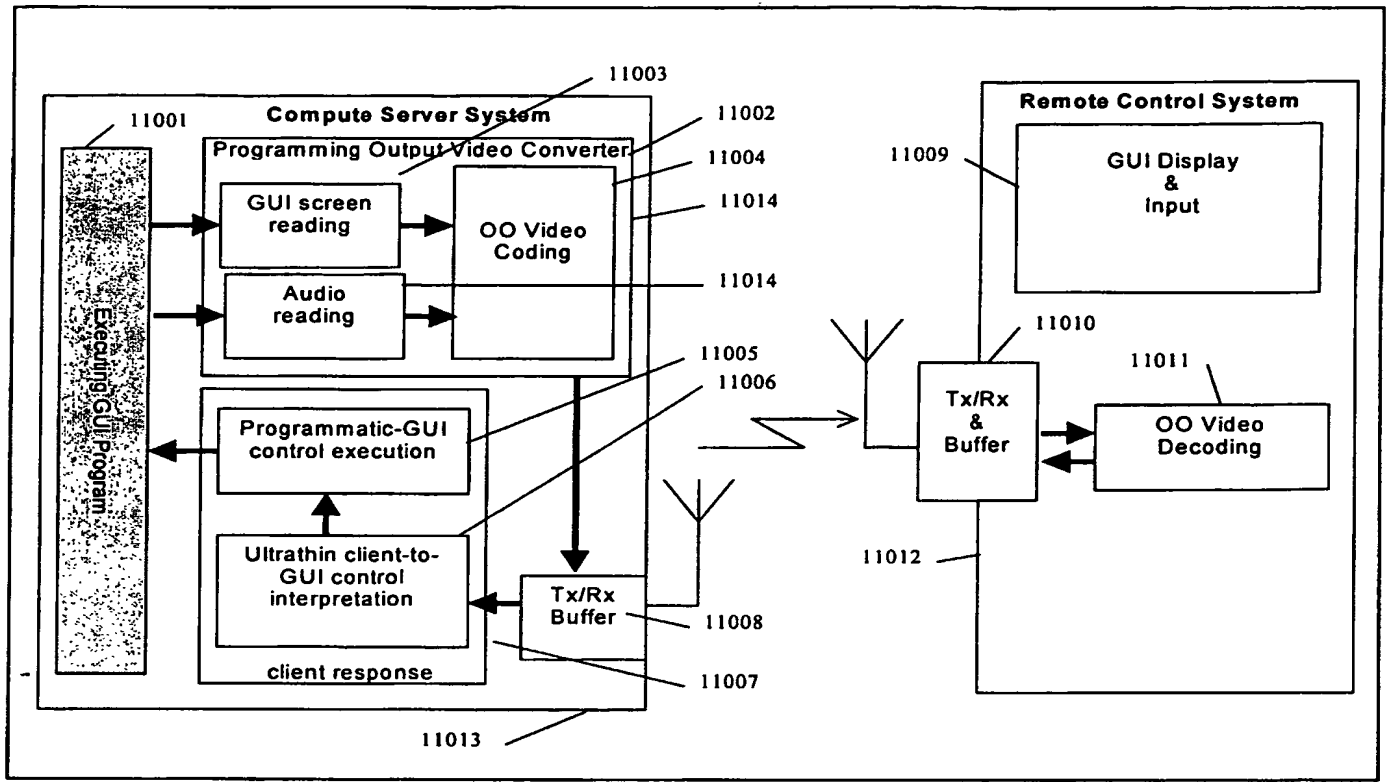 11003
Compute Server System
Remote Control System
11001
Programming Output Video Converter
11002
11004
11009
GUI Display
&
Input
11014
GUI screen
reading
OO Video
Coding
Audio
reading
11014
Executing GUI Program
11010
11005
11011
11006
Tx/Rx
&
Buffer
OO Video
Decoding
Programmatic-GUI
control execution
Ultrathin client-to-
GUI control
interpretation
11012
Tx/Rx
Buffer
11008
client response
11007
11013